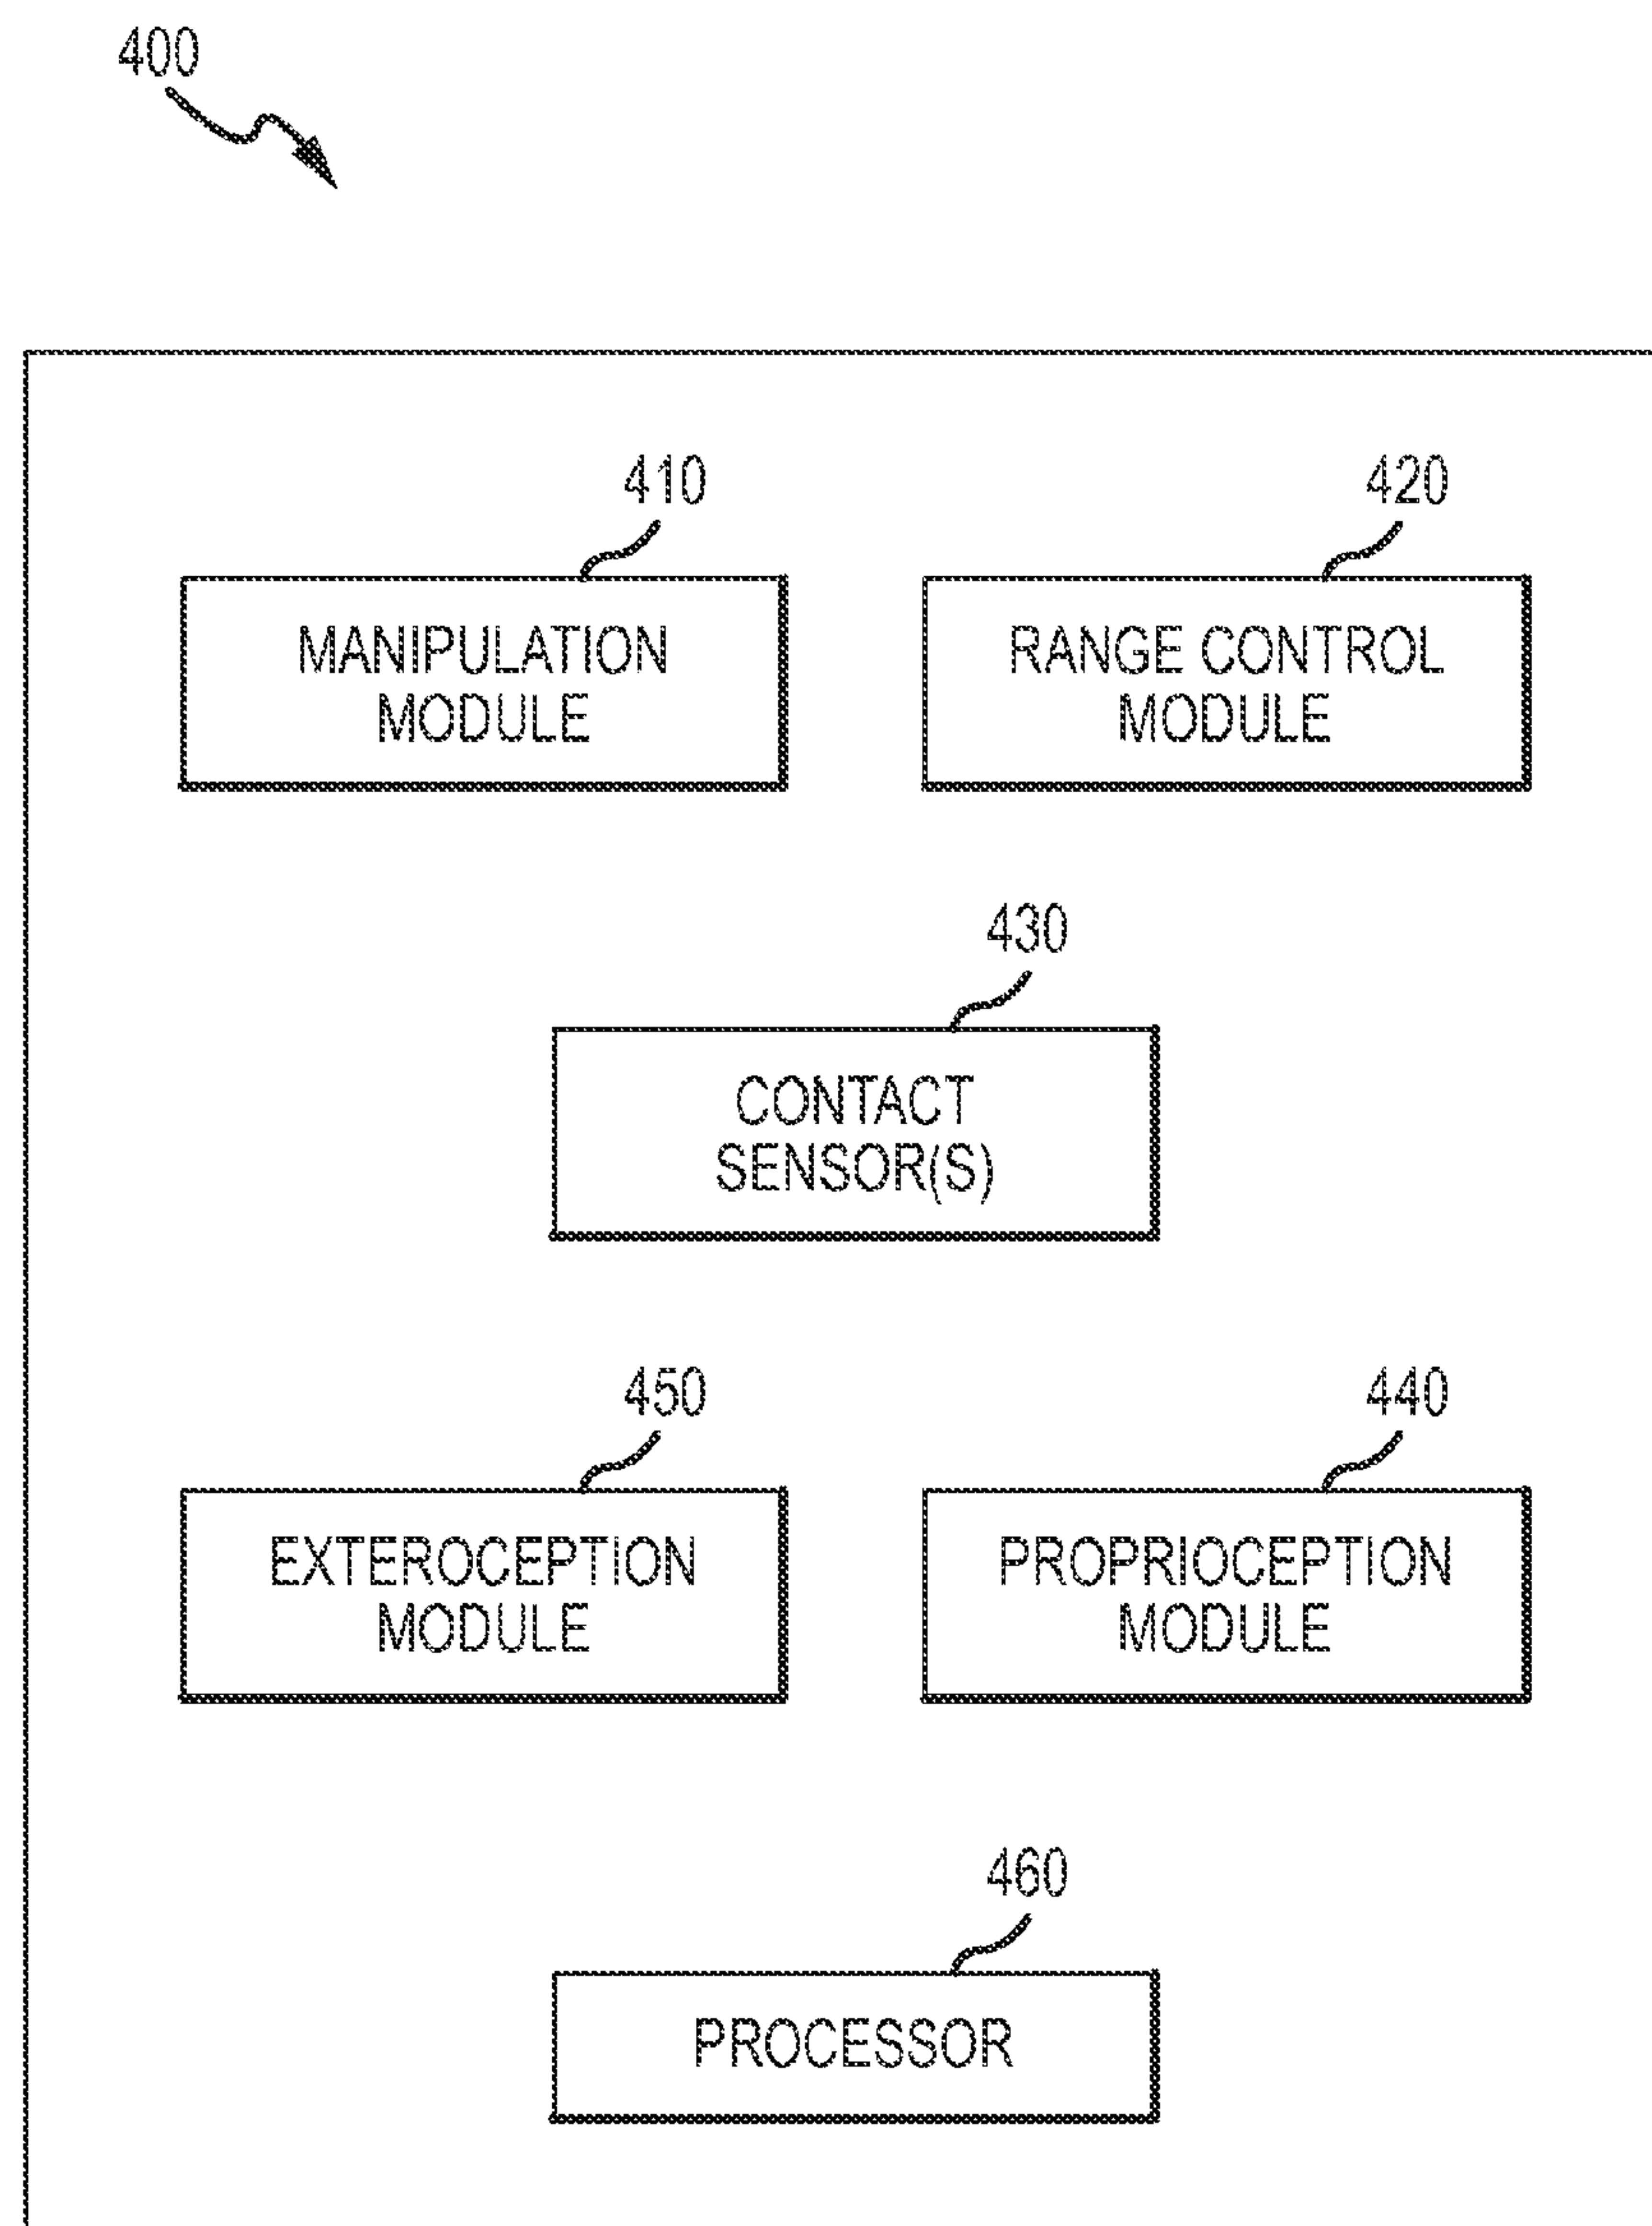 400
410
420
MANIPULATION
MODULE
RANGE CONTROL
MODULE
430
CONTACT
SENSOR(S)
450
440
EXTEROCEPTION
MODULE
PROPRIOCEPTION
MODULE
460
PROCESSOR